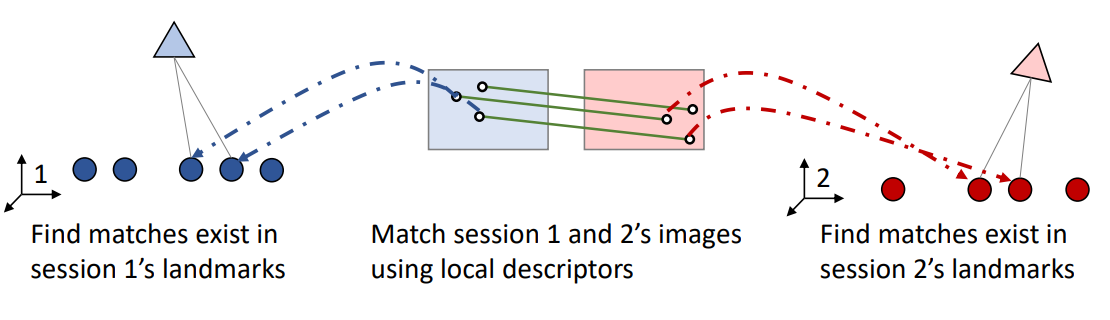 1
2
Find matches exist in
session 1's landmarks
Match session 1 and 2's images
using local descriptors
Find matches exist in
session 2's landmarks